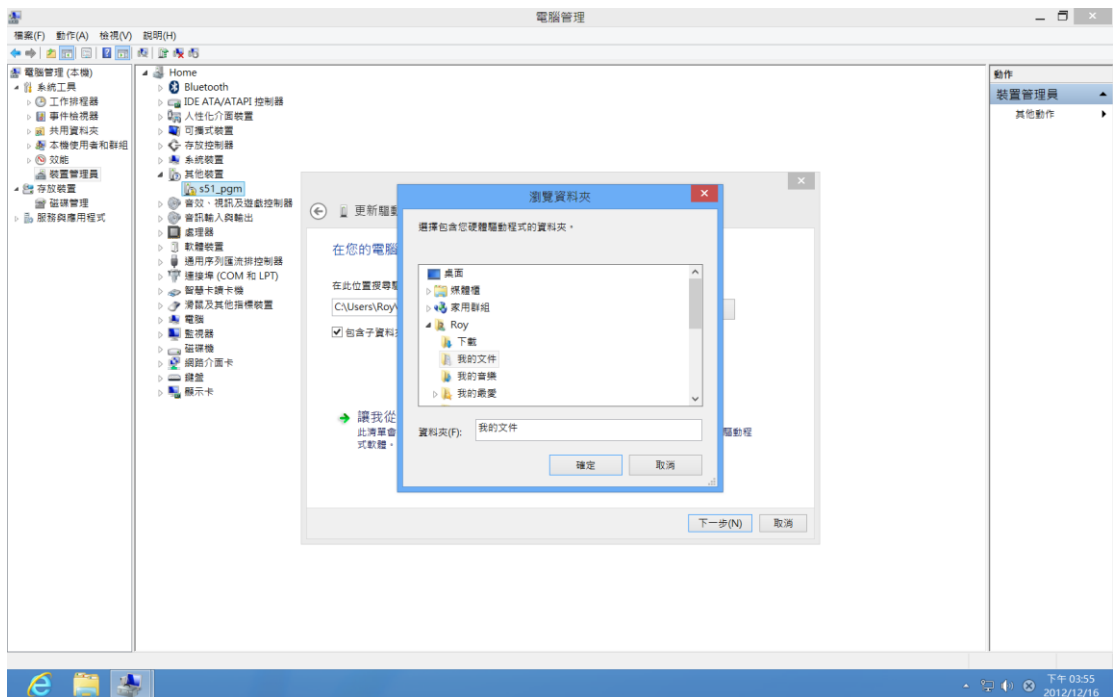 電腦管理
檔案(F) 動作(A) 檢視(V) 說明(H)
電腦管理 (本機)
系統工具
工作排程器
事件檢視器
共用資料夾
本機使用者和群組
效能
裝置管理員
存放裝置
磁碟管理
服務與應用程式
Home
Bluetooth
IDE ATA/ATAPI 控制器
人性化介面裝置
可攜式裝置
存放控制器
系統裝置
其他裝置
s51_pgm
音效、視訊及遊戲控制器
音訊輸入與輸出
處理器
軟體裝置
通用序列匯流排控制器
連接埠 (COM 和 LPT)
智慧卡讀卡機
滑鼠及其他指標裝置
電腦
監視器
磁碟機
網路介面卡
鍵盤
顯示卡
動作
裝置管理員
其他動作
更新驅動
在您的電腦
在此位置搜尋驅
C:\Users\Roy\
包含子資料夾
讓我從
此清單會
驅動程
式軟體。
下一步(N) 取消
瀏覽資料夾
選擇包含您硬體驅動程式的資料夾。
桌面
媒體櫃
家用群組
Roy
下載
我的文件
我的音樂
我的最愛
資料夾(F): 我的文件
確定 取消
下午 03:55
2012/12/16